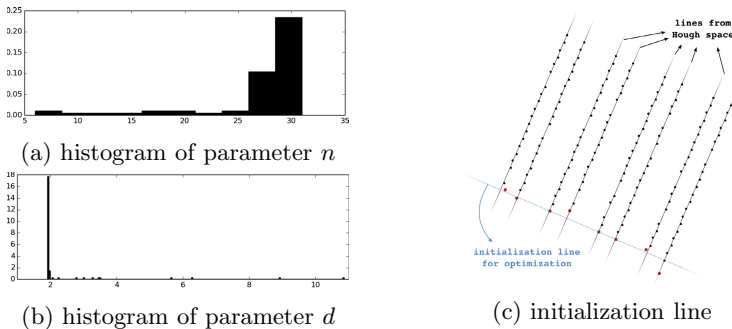 0.25
0.20
0.15
0.10
0.05
0.00
5 10 15 20 25 30 35
(a) histogram of parameter n
18
16
14
12
10
8
6
4
2
0
2 4 6 8 10
(b) histogram of parameter d
lines from
Hough space
initialization line
for optimization
(c) initialization line